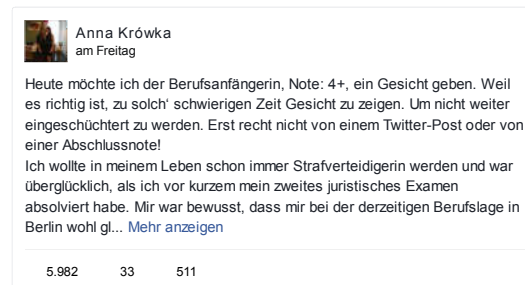 Anna Krówka
am Freitag
Heute möchte ich der Berufsanfängerin, Note: 4+, ein Gesicht geben. Weil
es richtig ist, zu solch‘ schwierigen Zeit Gesicht zu zeigen. Um nicht weiter
eingeschüchtert zu werden. Erst recht nicht von einem Twitter-Post oder von
einer Abschlussnote!
Ich wollte in meinem Leben schon immer Strafverteidigerin werden und war
überglücklich, als ich vor kurzem mein zweites juristisches Examen
absolviert habe. Mir war bewusst, dass mir bei der derzeitigen Berufslage in
Berlin wohl gl... Mehr anzeigen
5.982 33 511